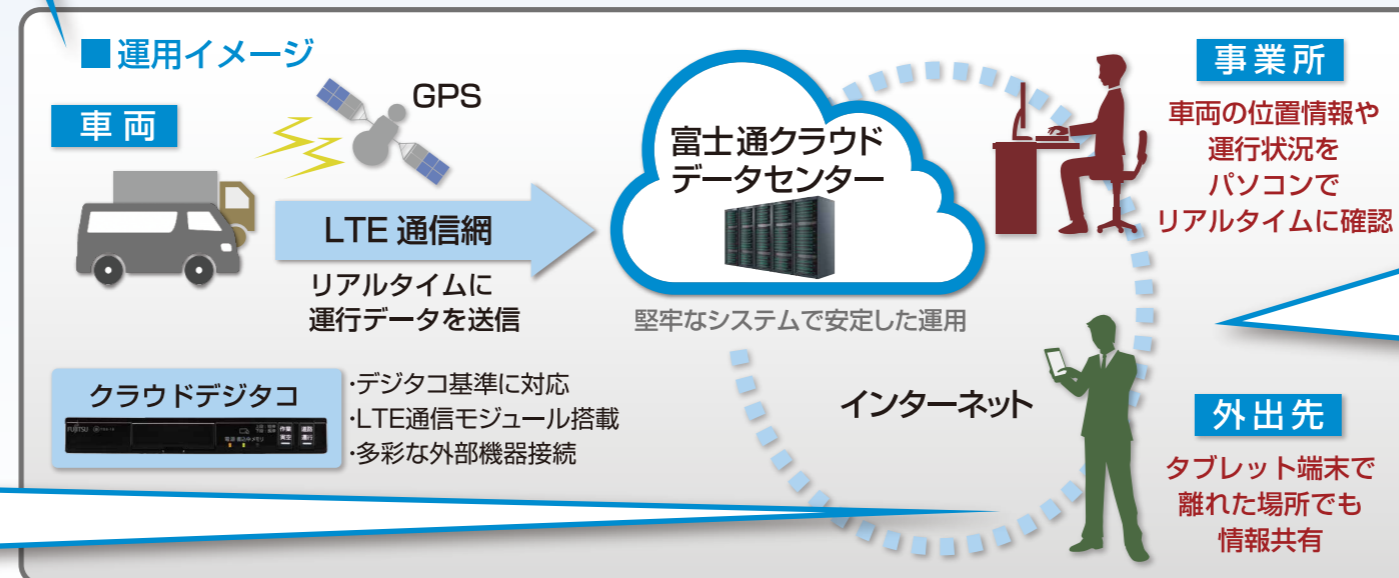 ■運用イメージ
車両
GPS
LTE 通信網
リアルタイムに
運行データを送信
クラウドデジタコ
FUJITSU
・デジタコ基準に対応
・LTE通信モジュール搭載
・多彩な外部機器接続
富士通クラウド
データセンター
堅牢なシステムで安定した運用
インターネット
事業所
車両の位置情報や
運行状況を
パソコンで
リアルタイムに確認
外出先
タブレット端末で
離れた場所でも
情報共有